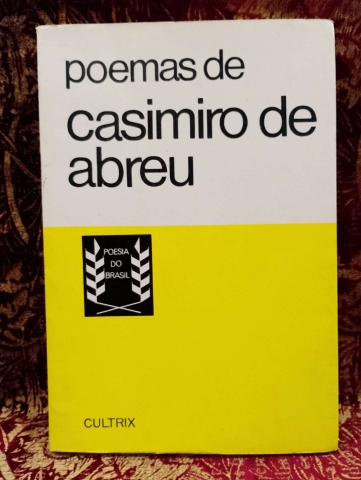 poemas de
casimiro de
abreu
POESIA
DO
BRASIL
CULTRIX